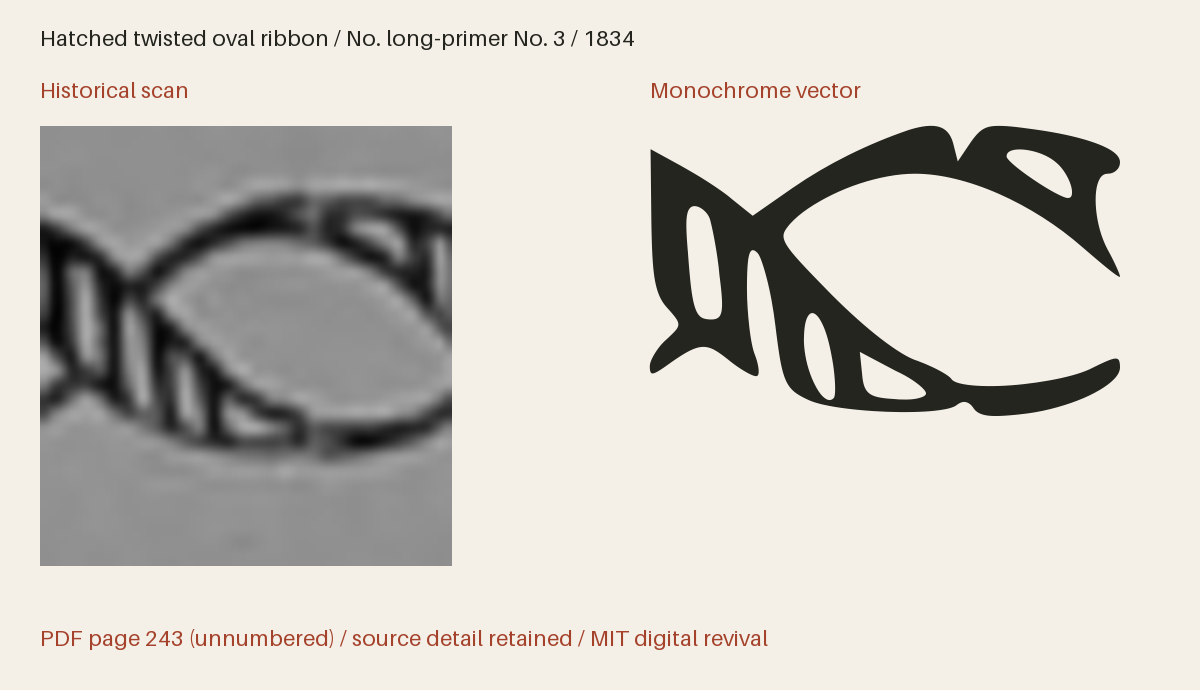 Hatched twisted oval ribbon / No. long-primer No. 3 / 1834
Historical scan
Monochrome vector
PDF page 243 (unnumbered) / source detail retained / MIT digital revival